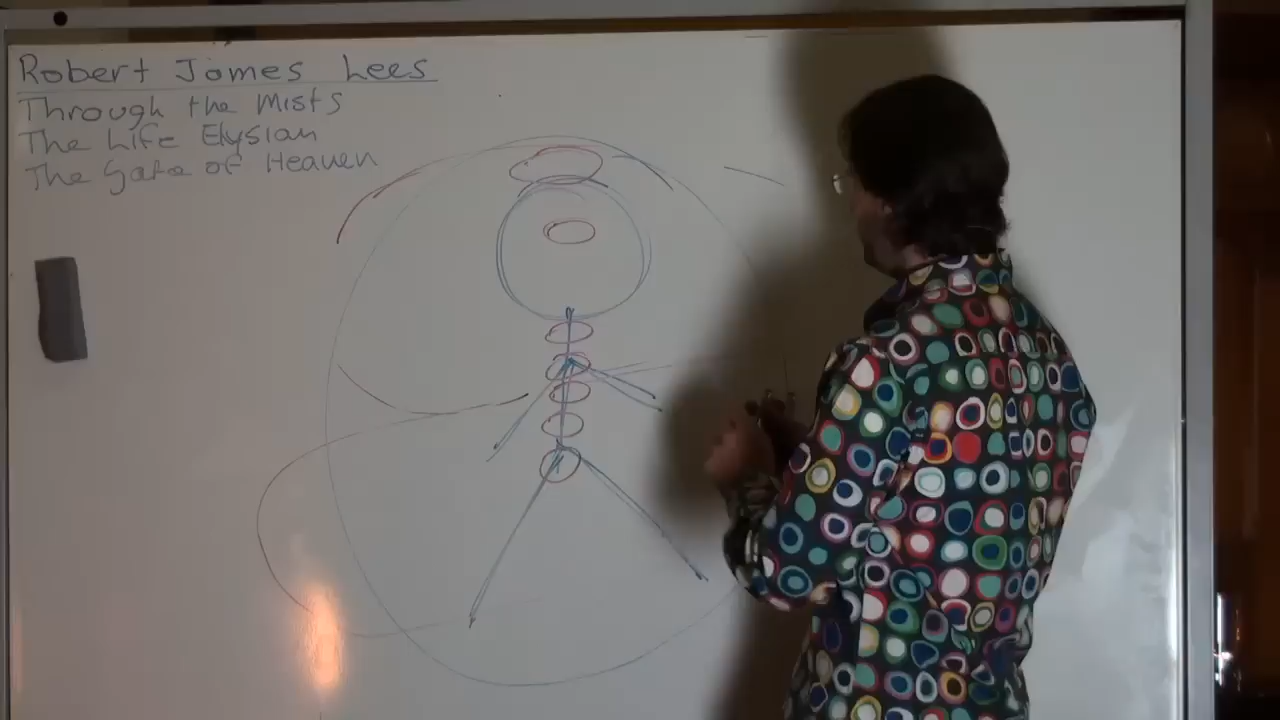 Robert James Lees
Through the Mists
The Life Elysian
The Gate of Heaven